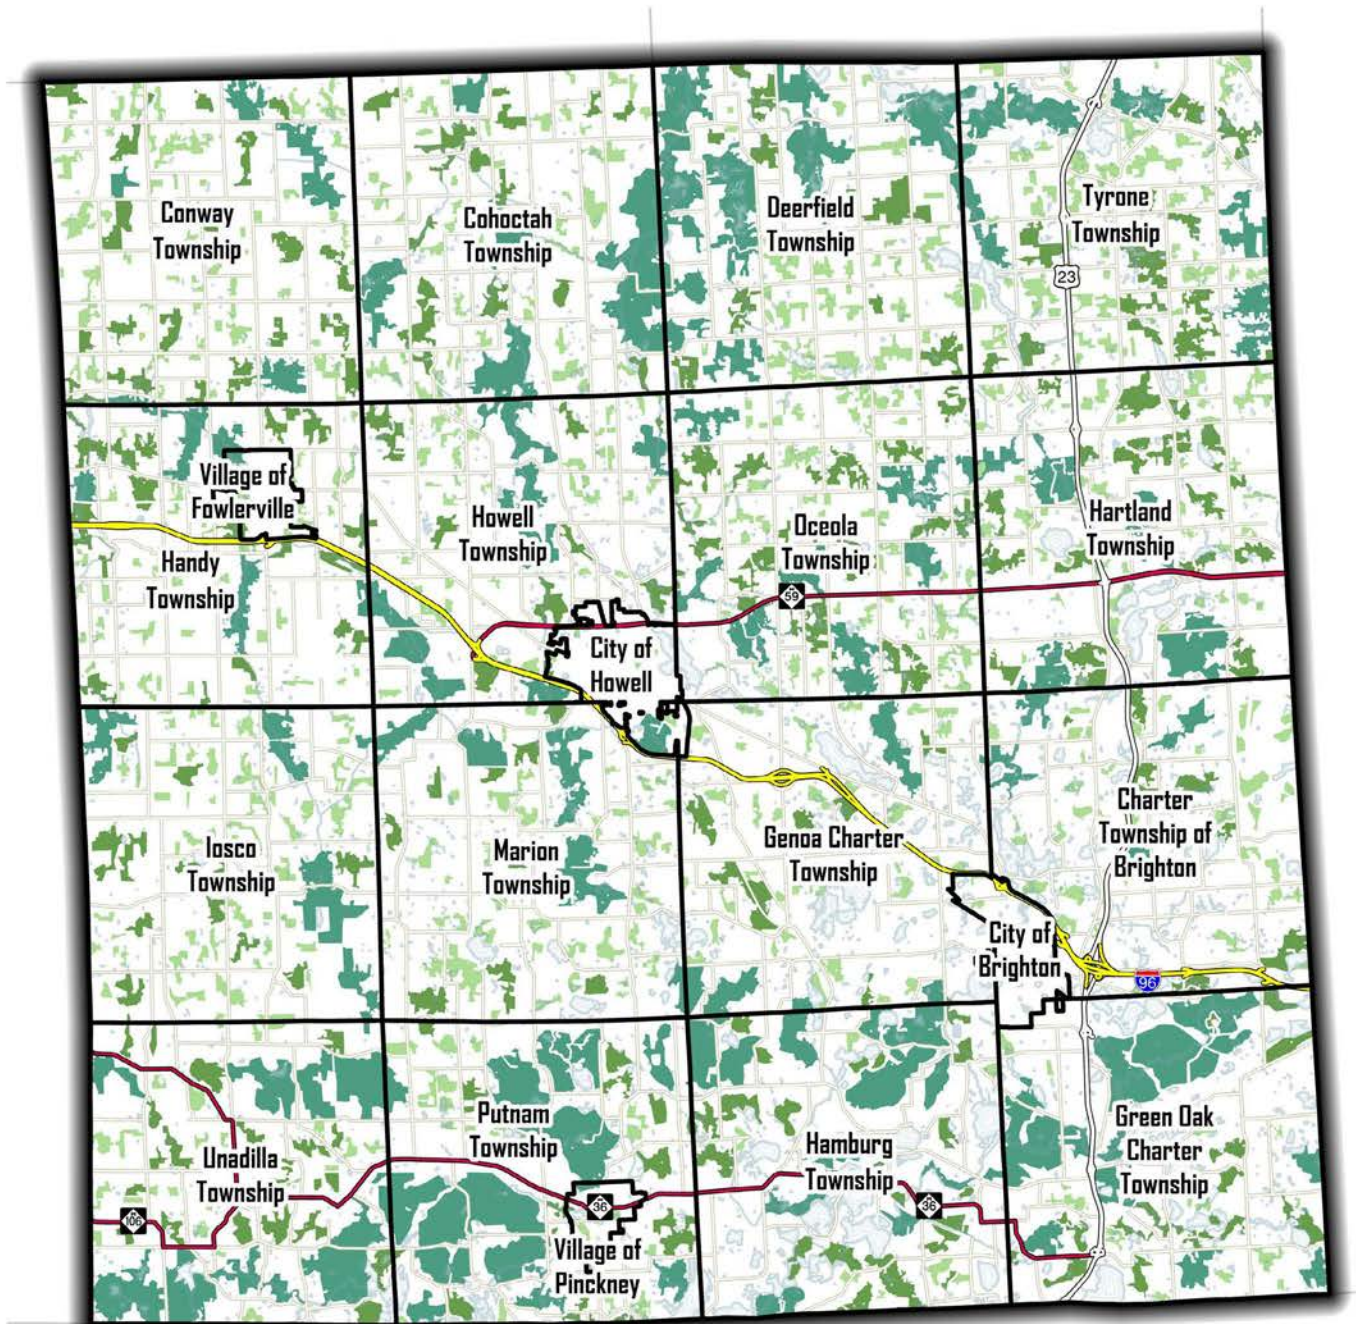 Conway
Township
Cohoctah
Township
Deerfield
Township
Tyrone
Township
23
Village of
Fowlerville
Handy
Township
Howell
Township
Oceola
Township
Hartland
Township
59
City of
Howell
Iosco
Township
Marion
Township
Genoa Charter
Township
Charter
Township of
Brighton
City of
Brighton
96
Unadilla
Township
Putnam
Township
Hamburg
Township
Green Oak
Charter
Township
106
36
36
Village of
Pinckney